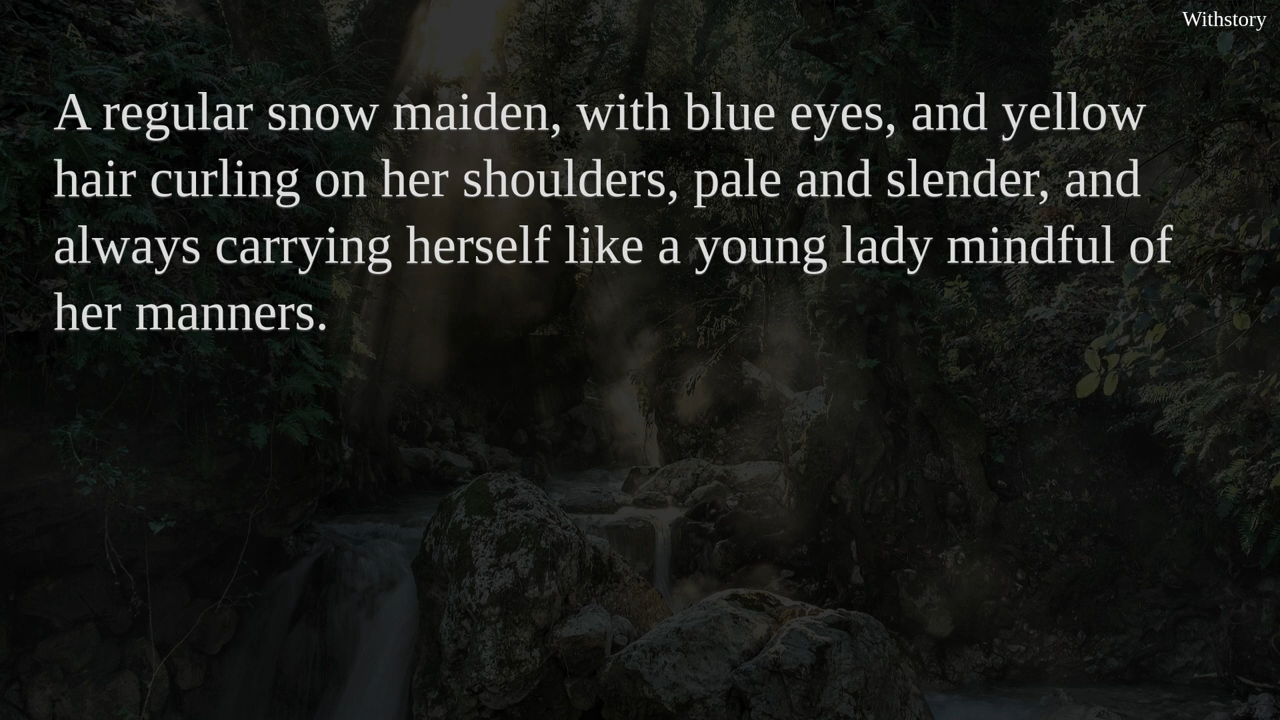 Withstory
A regular snow maiden, with blue eyes, and yellow
hair curling on her shoulders, pale and slender, and
always carrying herself like a young lady mindful of
her manners.